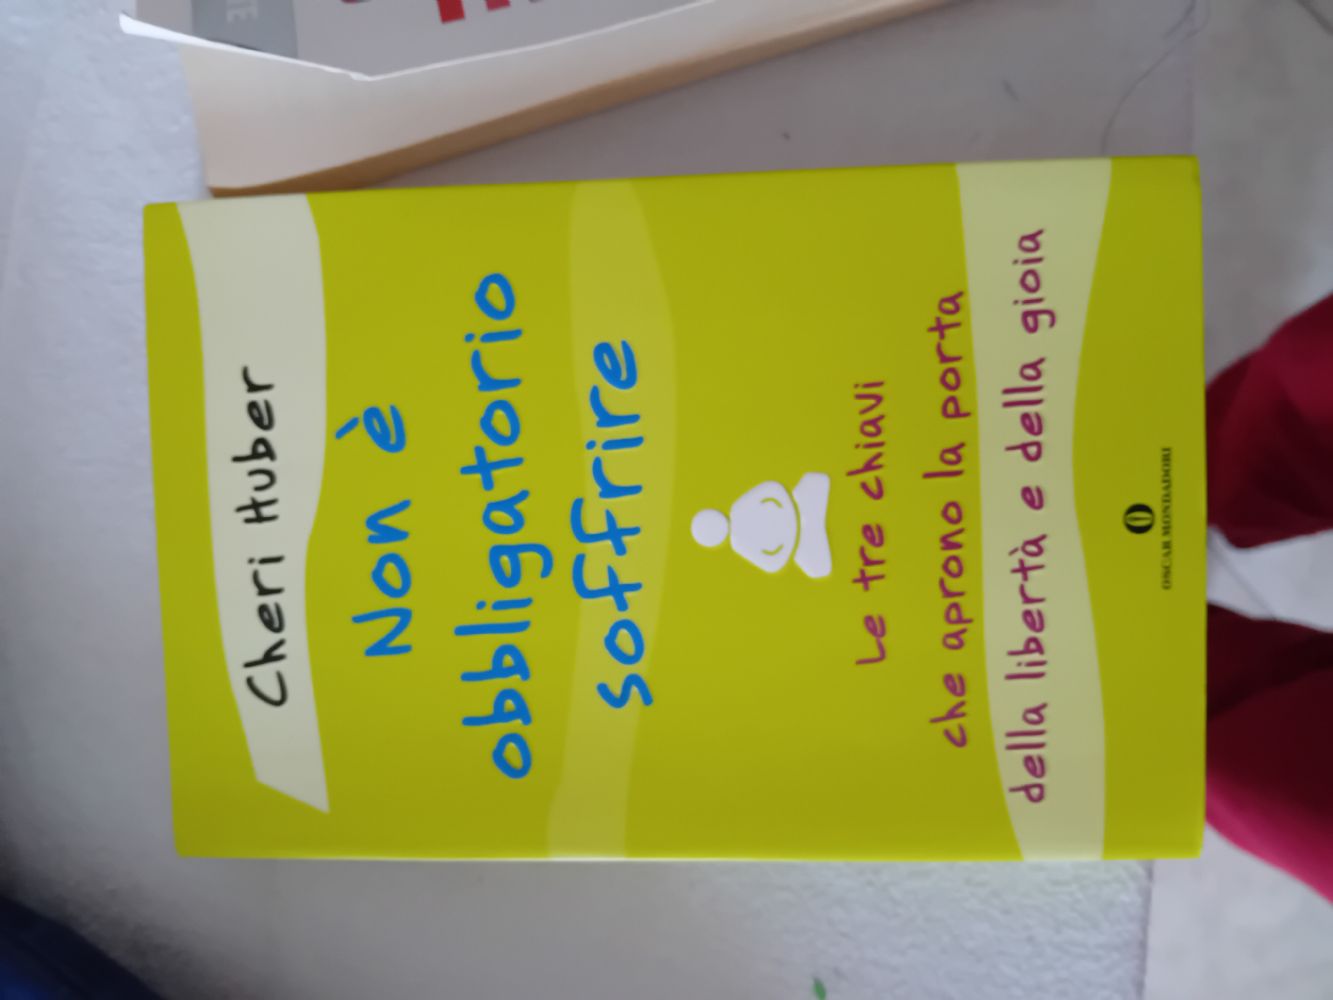 Cheri Huber
Non è
obbligatorio
soffrire
Le tre chiavi
che aprono la porta
della libertà e della gioia
OSCAR MONDADORI